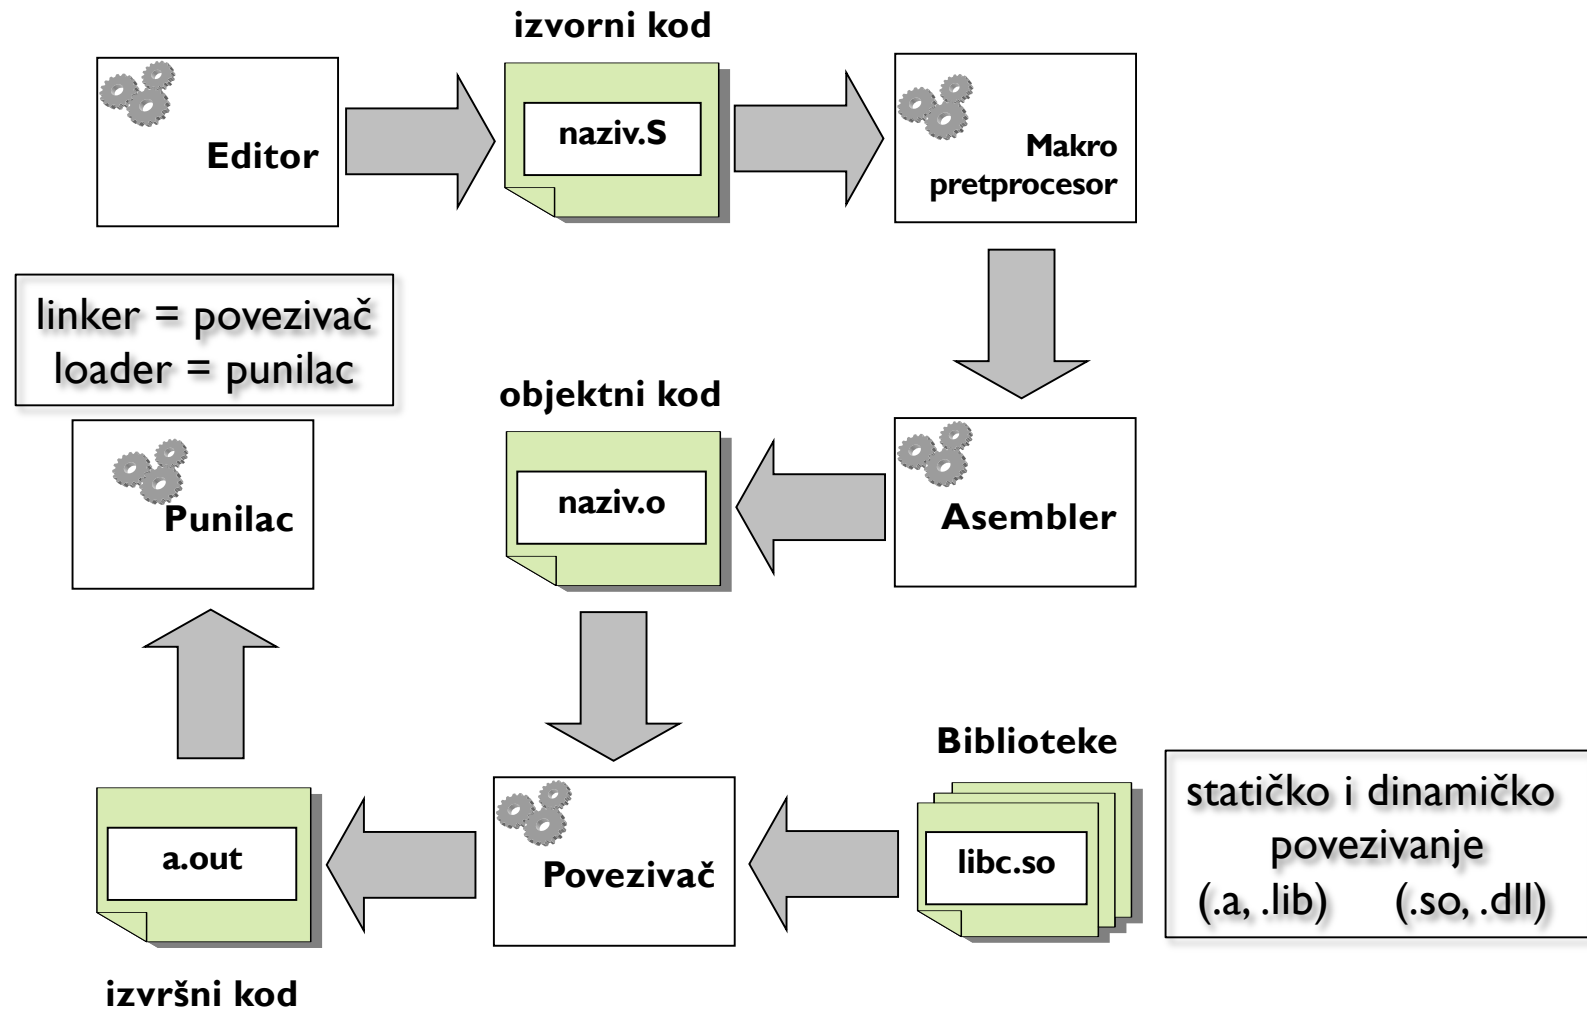 izvorni kod
Editor
naziv.S
Makro
pretprocesor
linker = povezivač
loader = punilac
objektni kod
Punilac
naziv.o
Asembler
Biblioteke
a.out
Povezivač
libc.so
statičko i dinamičko
povezivanje
(.a, .lib) (.so, .dll)
izvršni kod